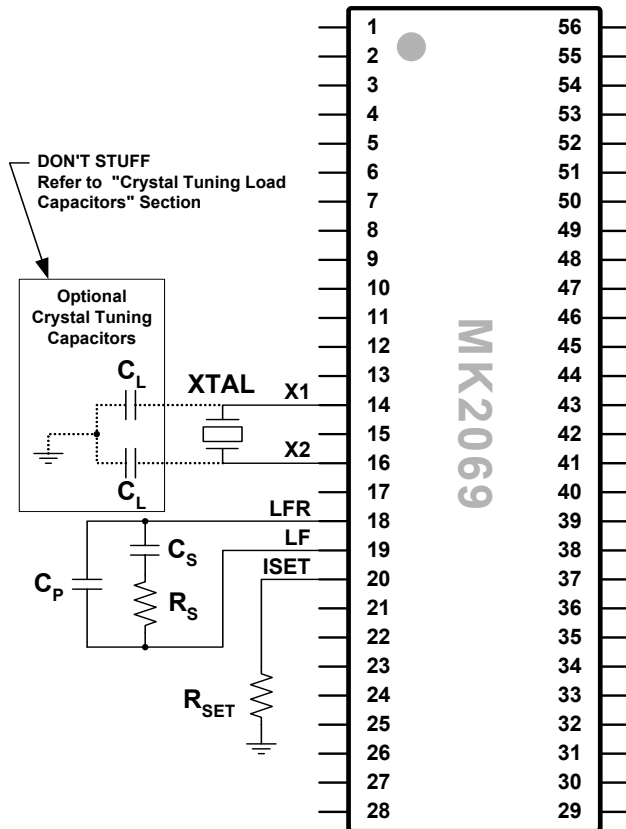 1 56
2 55
3 54
4 53
5 52
DON'T STUFF
Refer to "Crystal Tuning Load
Capacitors" Section
6 51
7 50
8 49
9 48
Optional
Crystal Tuning
Capacitors
10 47
11 46
12 45
13 44
CL
XTAL
X1
14 43
15 42
X2
16 41
CL
17 40
LFR
18 39
LF
19 38
ISET
20 37
CS
CP
RS
21 36
22 35
23 34
RSET
24 33
25 32
26 31
27 30
28 29
MK2069